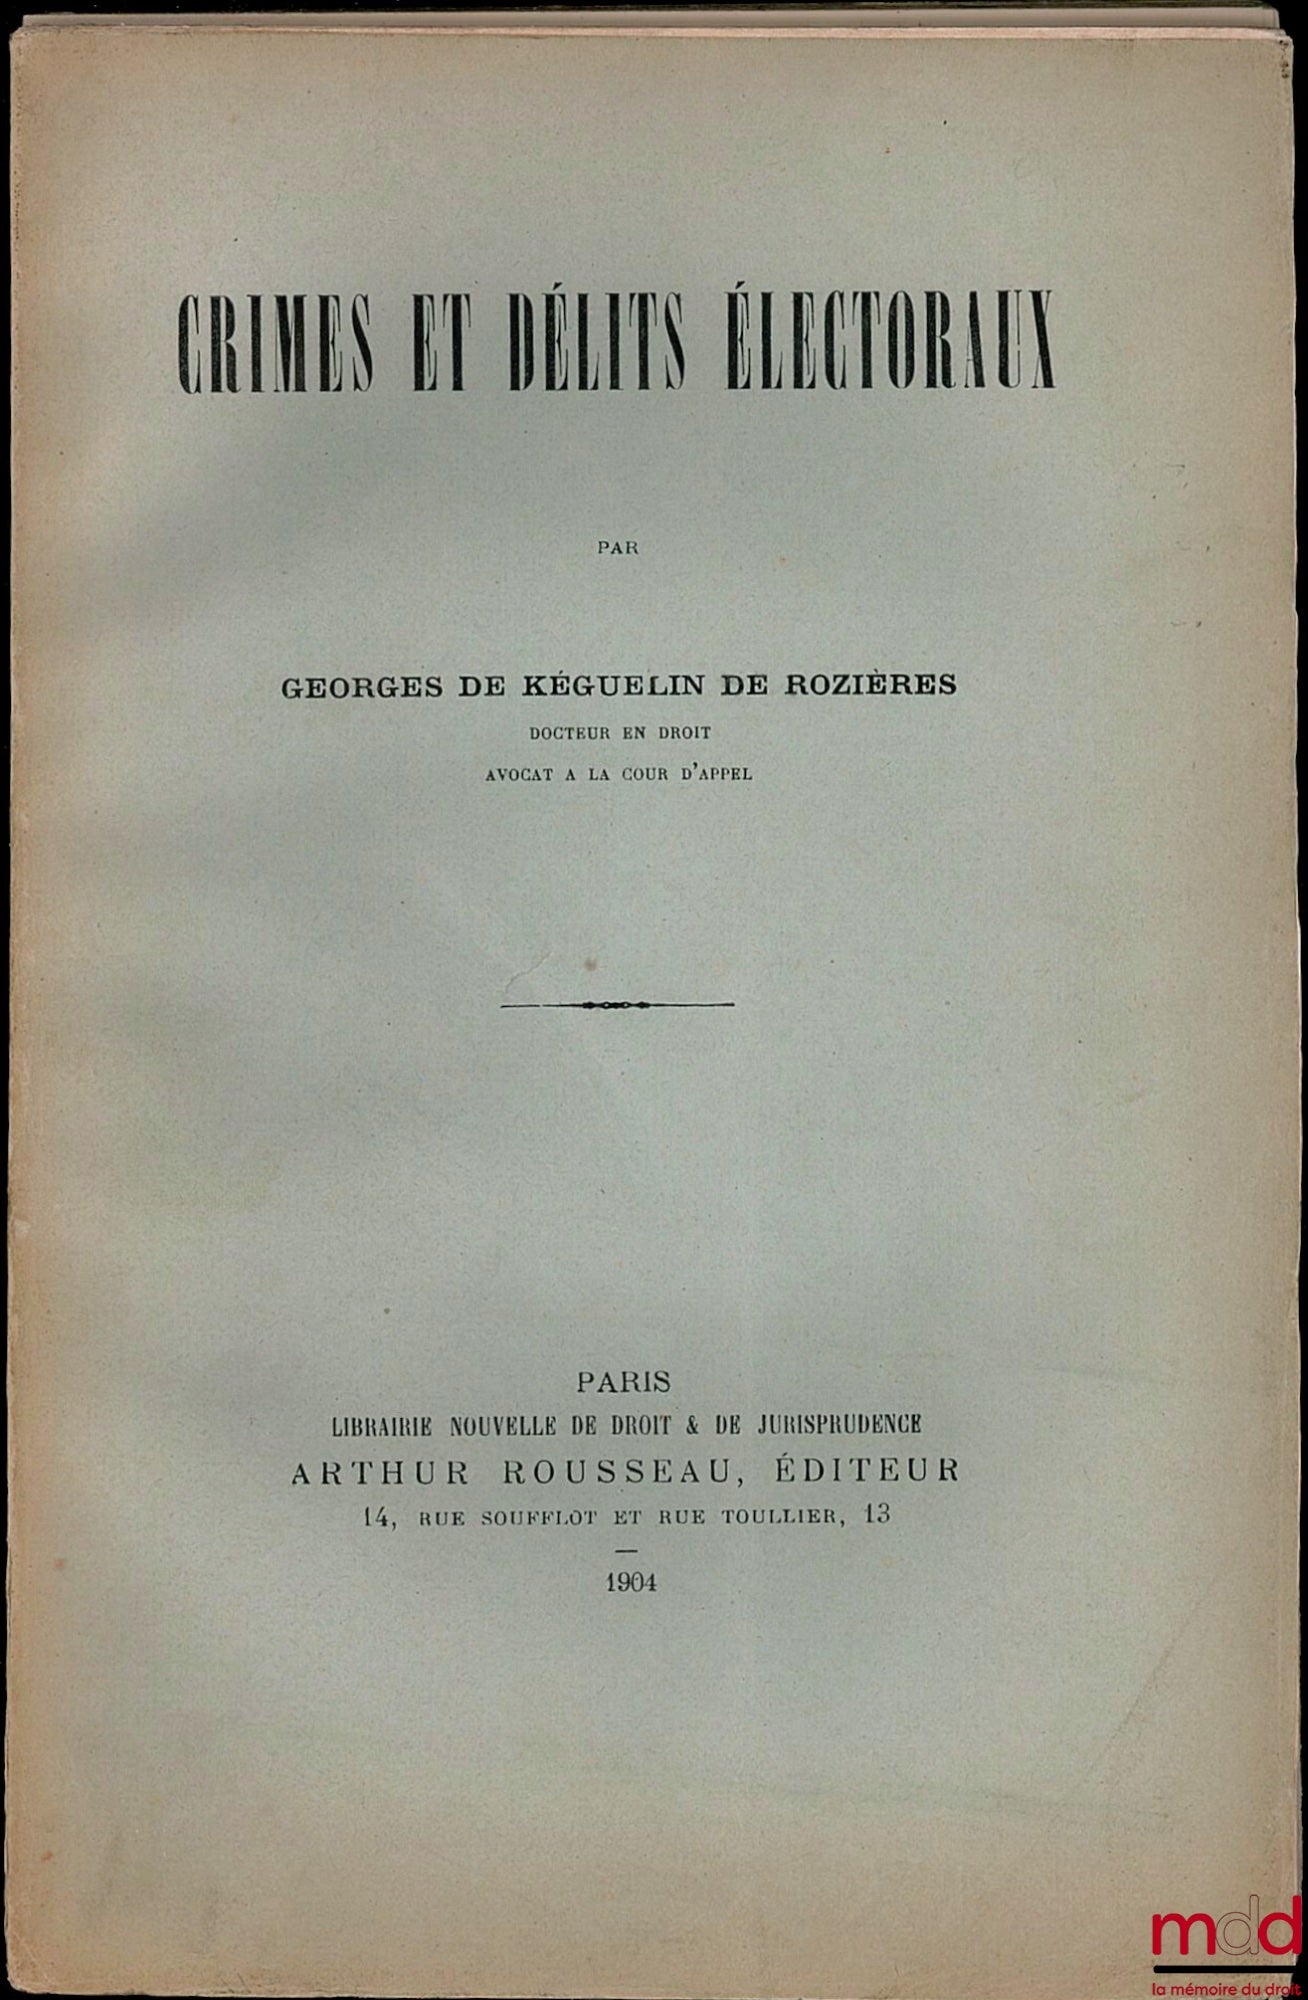 CRIMES ET DÉLITS ÉLECTORAUX
PAR
GEORGES DE KÉGUELIN DE ROZIÈRES
DOCTEUR EN DROIT
AVOCAT A LA COUR D'APPEL
PARIS
LIBRAIRIE NOUVELLE DE DROIT & DE JURISPRUDENCE
ARTHUR ROUSSEAU, ÉDITEUR
14, RUE SOUFFLOT ET RUE TOULLIER, 13
1904
mdd
la mémoire du droit